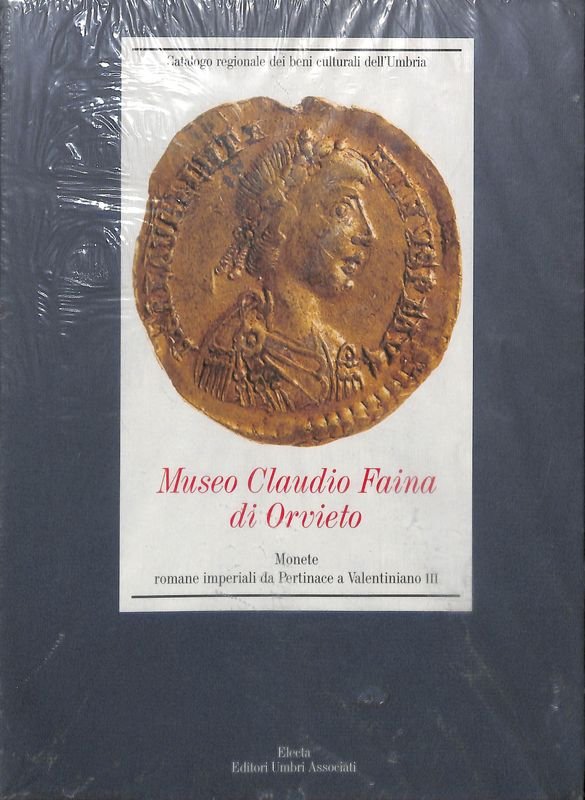 Catalogo regionale dei beni culturali dell'Umbria
Museo Claudio Faina
di Orvieto
Monete
romane imperiali da Pertinace a Valentiniano III
Electa
Editori Umbri Associati